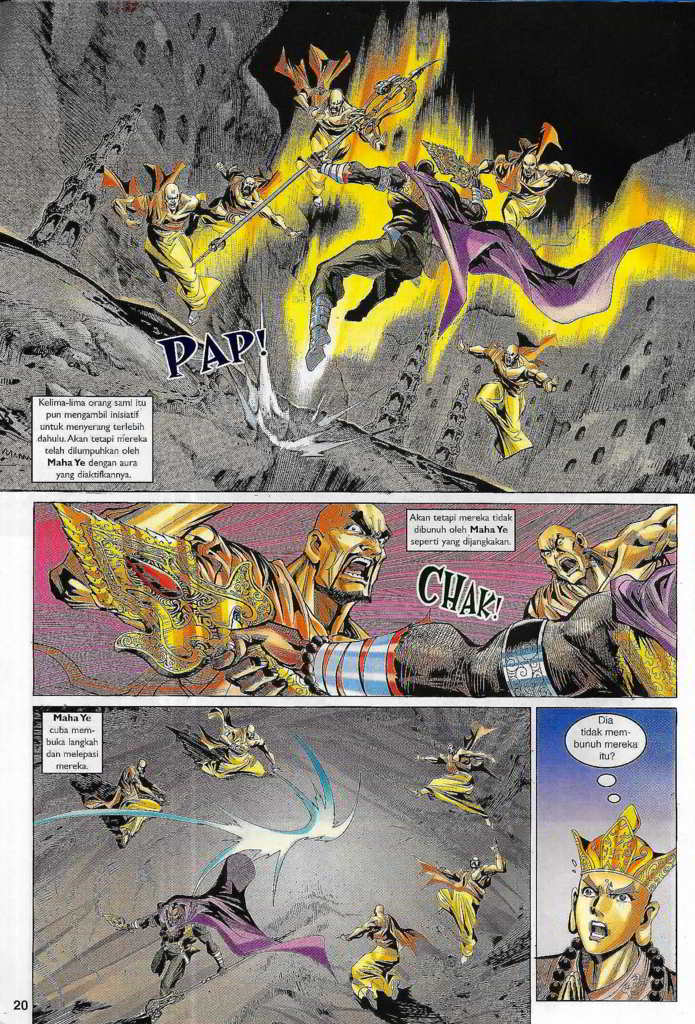 PAP!
Kelima-lima orang sami itu
pun mengambil inisiatif
untuk menyerang terlebih
dahulu. Akan tetapi mereka
telah dilumpuhkan oleh
Maha Ye dengan aura
yang diaktifkannya.
Akan tetapi mereka tidak
dibunuh oleh Maha Ye
seperti yang dijangkakan.
CHAK!
Maha Ye
cuba mem-
buka langkah
dan melepasi
mereka.
Dia
tidak mem-
bunuh mereka
itu?
20